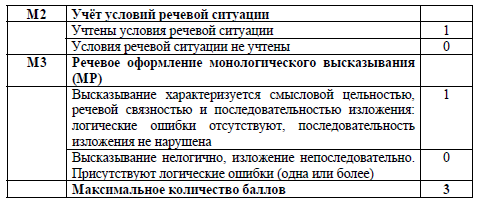 М2 Учёт условий речевой ситуации
Учтены условия речевой ситуации 1
Условия речевой ситуации не учтены 0
М3 Речевое оформление монологического высказывания
(МР)
Высказывание характеризуется смысловой цельностью, 1
речевой связностью и последовательностью изложения:
логические ошибки отсутствуют, последовательность
изложения не нарушена
Высказывание нелогично, изложение непоследовательно. 0
Присутствуют логические ошибки (одна или более)
Максимальное количество баллов 3